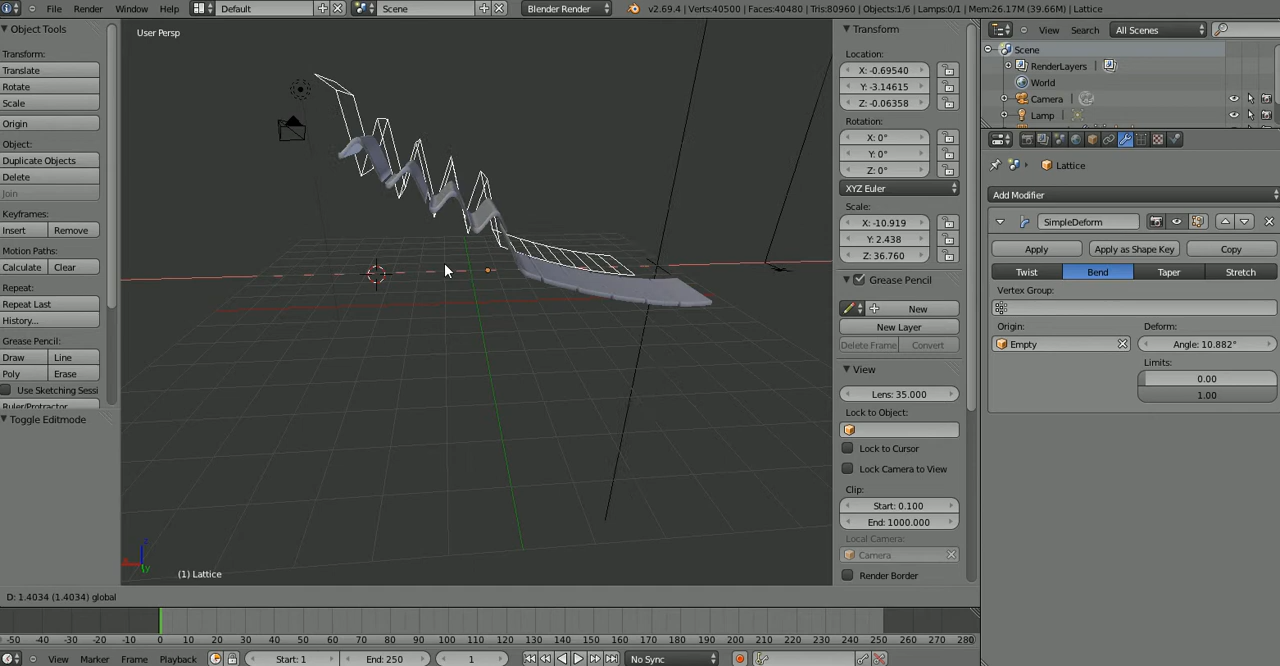 File Render Window Help Default Scene Blender Render v2.69.4 | Verts:40500 | Faces:40480 | Tris:80960 | Objects:1/6 | Lamps:0/1 | Mem:26.17M (39.66M) | Lattice
Object Tools
Transform:
Translate
Rotate
Scale
Origin
Object:
Duplicate Objects
Delete
Join
Keyframes:
Insert Remove
Motion Paths:
Calculate Clear
Repeat:
Repeat Last
History...
Grease Pencil:
Draw Line
Poly Erase
Use Sketching Sessi
Ruler/Protractor
Toggle Editmode
User Persp
(1) Lattice
Transform
Location:
X: -0.69540
Y: -3.14615
Z: -0.06358
Rotation:
X: 0°
Y: 0°
Z: 0°
XYZ Euler
Scale:
X: -10.919
Y: 2.438
Z: 36.760
Grease Pencil
New
New Layer
Delete Frame Convert
View
Lens: 35.000
Lock to Object:
Lock to Cursor
Lock Camera to View
Clip:
Start: 0.100
End: 1000.000
Local Camera:
Camera
Render Border
View Search All Scenes
Scene
RenderLayers
World
Camera
Lamp
Lattice
Add Modifier
SimpleDeform
Apply Apply as Shape Key Copy
Twist Bend Taper Stretch
Vertex Group:
Origin: Deform:
Empty Angle: 10.882°
Limits:
0.00
1.00
D: 1.4034 (1.4034) global
-50 -40 -30 -20 -10 0 10 20 30 40 50 60 70 80 90 100 110 120 130 140 150 160 170 180 190 200 210 220 230 240 250 260 270 280
View Marker Frame Playback Start: 1 End: 250 1 No Sync